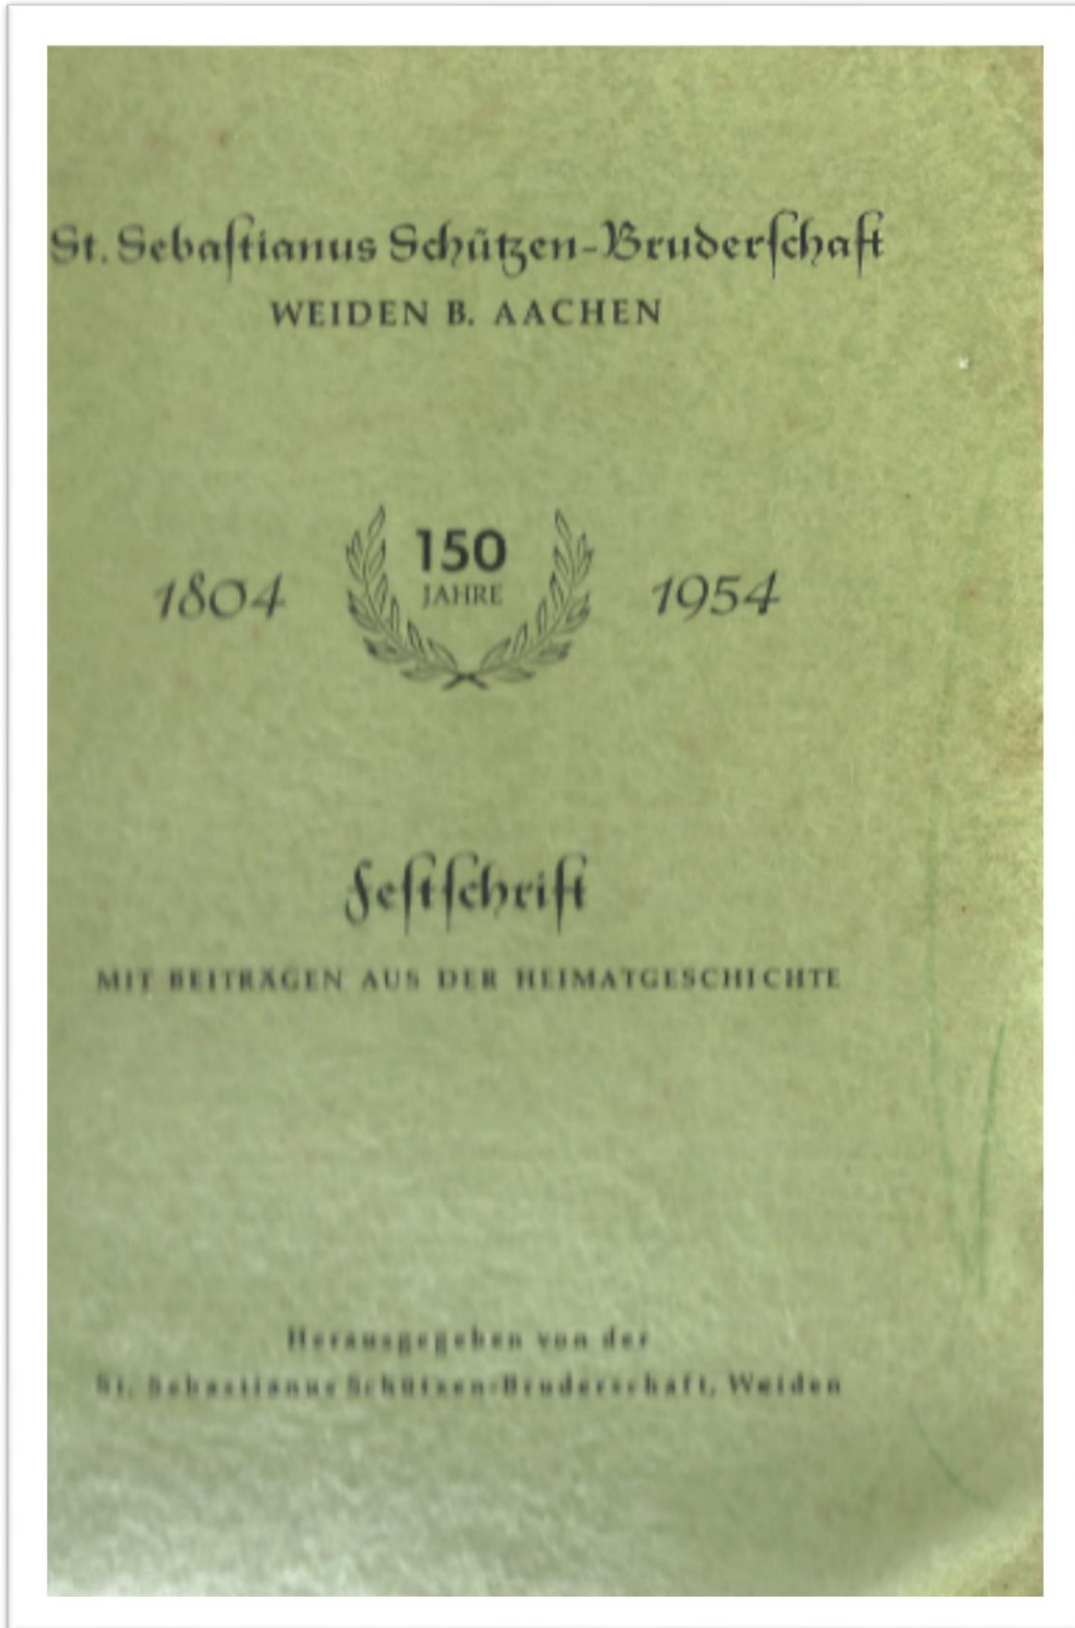 St. Sebaſtianus Schützen-Bruderſchaft
WEIDEN B. AACHEN
150
JAHRE
1804
1954
Feſtſchrift
MIT BEITRÄGEN AUS DER HEIMATGESCHICHTE
Herausgegeben von der
St. Sebastianus Schützen-Bruderschaft, Weiden